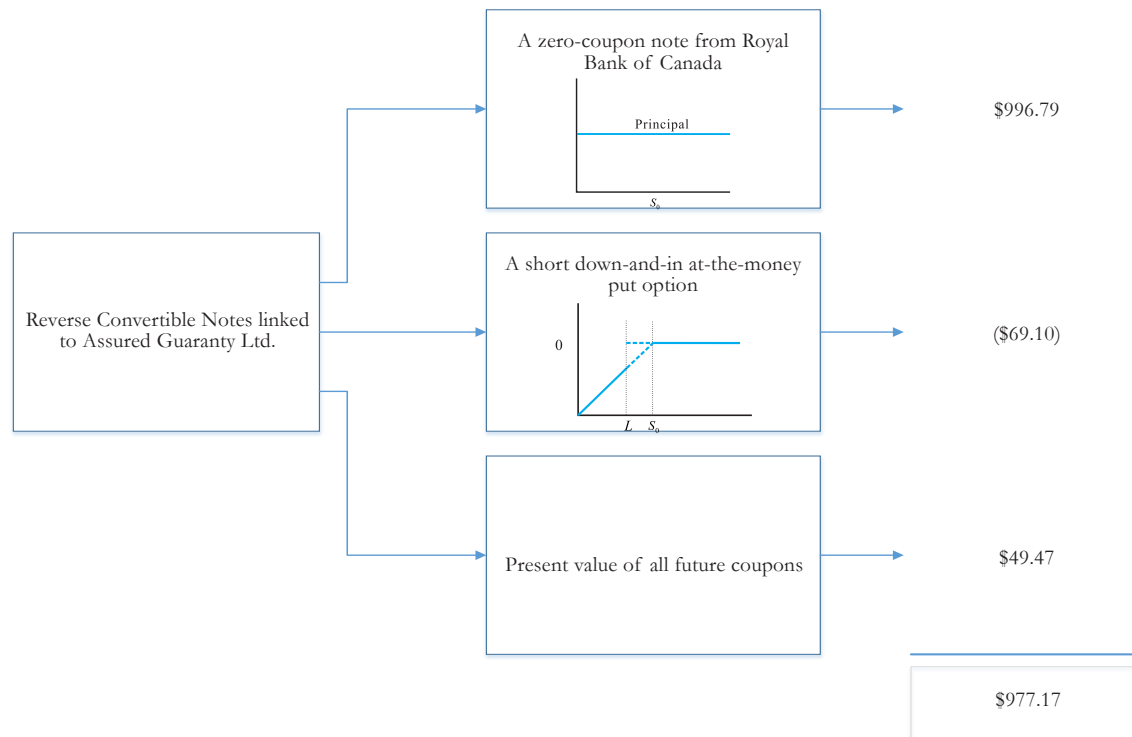 A zero-coupon note from Royal
Bank of Canada
Principal
S₀
$996.79
Reverse Convertible Notes linked
to Assured Guaranty Ltd.
A short down-and-in at-the-money
put option
0
L S₀
($69.10)
Present value of all future coupons
$49.47
$977.17